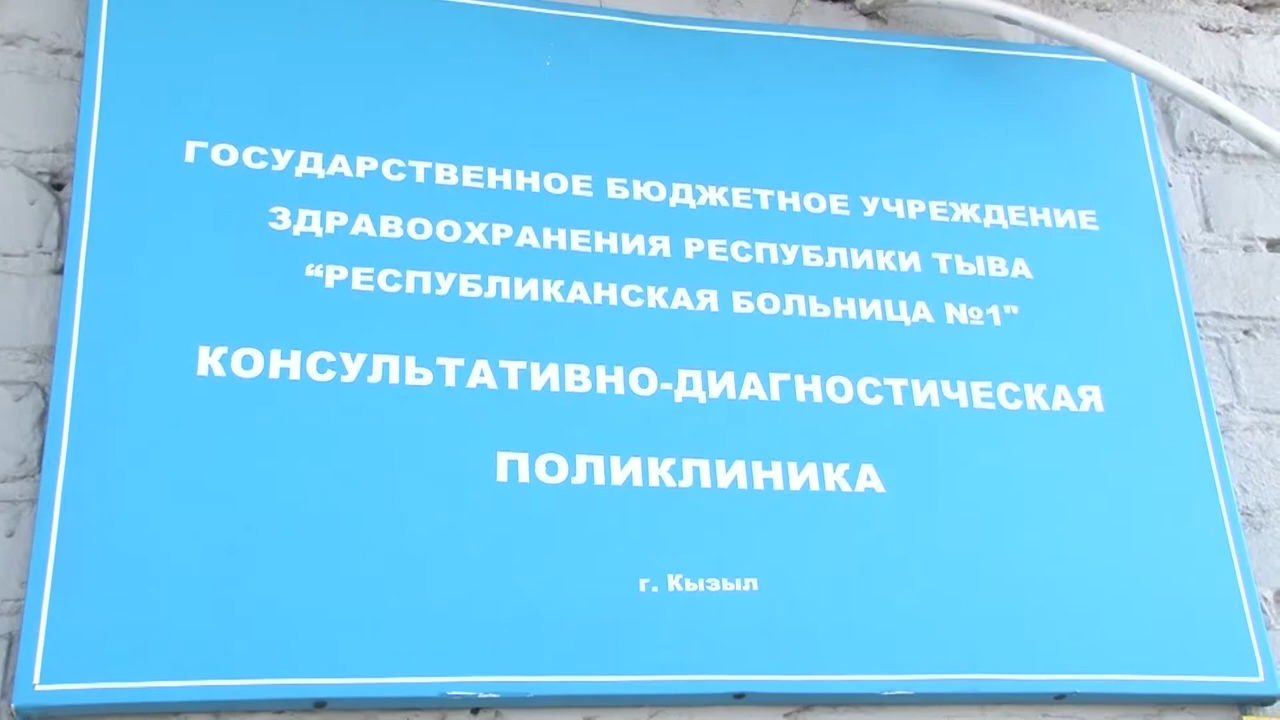 ГОСУДАРСТВЕННОЕ БЮДЖЕТНОЕ УЧРЕЖДЕНИЕ
ЗДРАВООХРАНЕНИЯ РЕСПУБЛИКИ ТЫВА
“РЕСПУБЛИКАНСКАЯ БОЛЬНИЦА №1"
КОНСУЛЬТАТИВНО-ДИАГНОСТИЧЕСКАЯ
ПОЛИКЛИНИКА
г. Кызыл